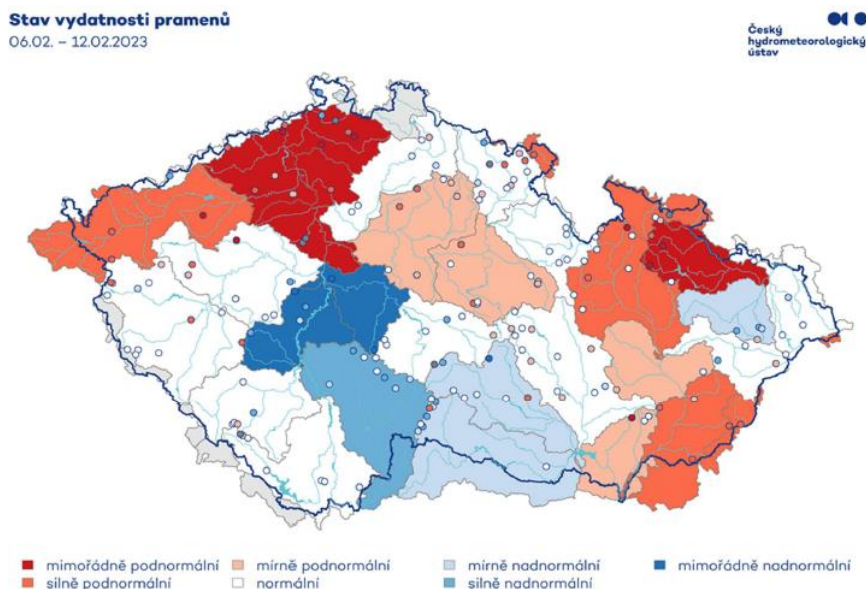 Stav vydatnosti pramenů
06.02. – 12.02.2023
Český
hydrometeorologický
ústav
mimořádně podnormální
mírně podnormální
mírně nadnormální
mimořádně nadnormální
silně podnormální
normální
silně nadnormální